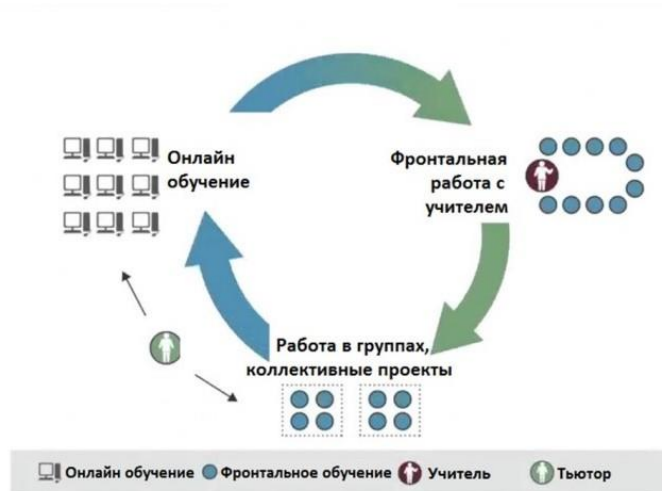 Онлайн
обучение
Фронтальная
работа с
учителем
Работа в группах,
коллективные проекты
Онлайн обучение Фронтальное обучение Учитель Тьютор